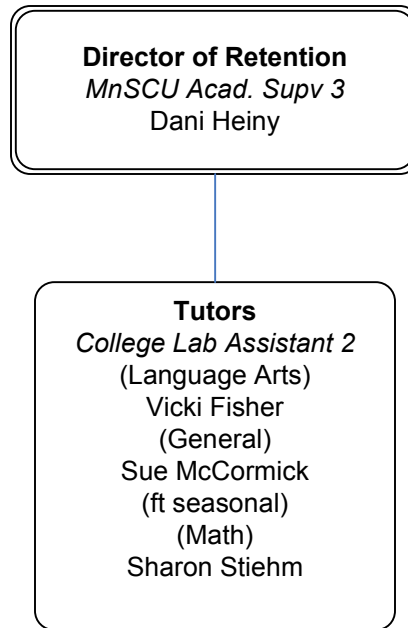 Director of Retention
MnSCU Acad. Supv 3
Dani Heiny
Tutors
College Lab Assistant 2
(Language Arts)
Vicki Fisher
(General)
Sue McCormick
(ft seasonal)
(Math)
Sharon Stiehm